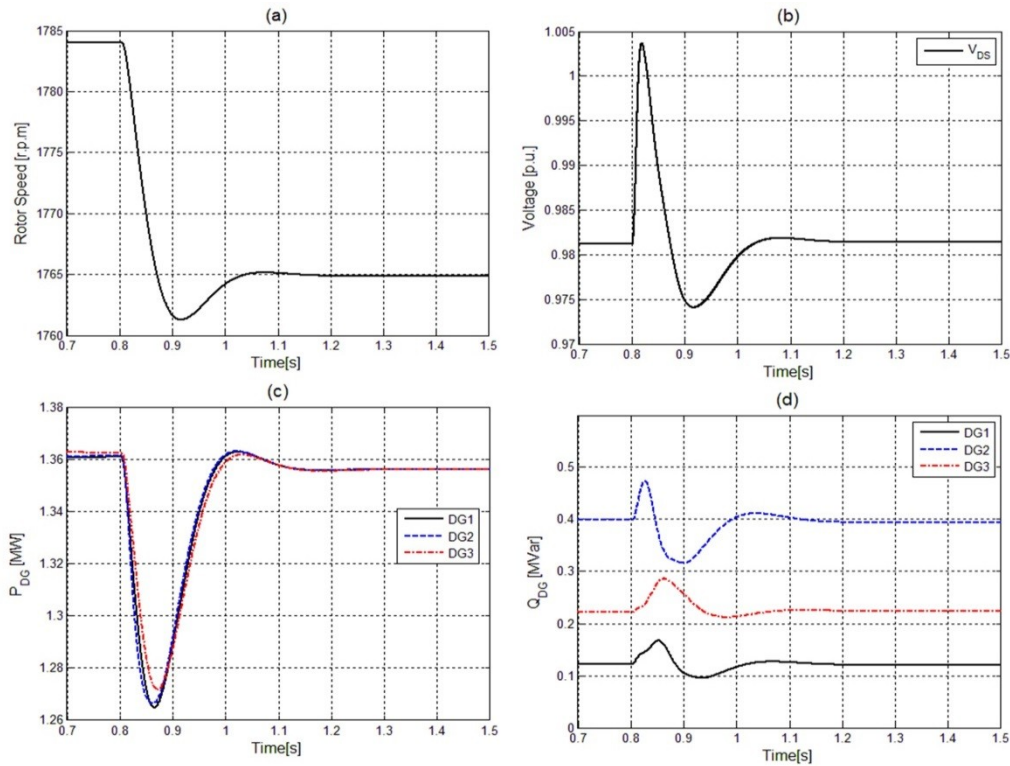 (a)
1785
1780
1775
1770
1765
1760
Rotor Speed [r.p.m]
0.7 0.8 0.9 1 1.1 1.2 1.3 1.4 1.5
Time[s]
(b)
1.005
1
0.995
0.99
0.985
0.98
0.975
0.97
Voltage [p.u.]
V_DS
0.7 0.8 0.9 1 1.1 1.2 1.3 1.4 1.5
Time[s]
(c)
1.38
1.36
1.34
1.32
1.3
1.28
1.26
P_DG [MW]
DG1
DG2
DG3
0.7 0.8 0.9 1 1.1 1.2 1.3 1.4 1.5
Time[s]
(d)
0.5
0.4
0.3
0.2
0.1
0
Q_DG [MVar]
DG1
DG2
DG3
0.7 0.8 0.9 1 1.1 1.2 1.3 1.4 1.5
Time[s]